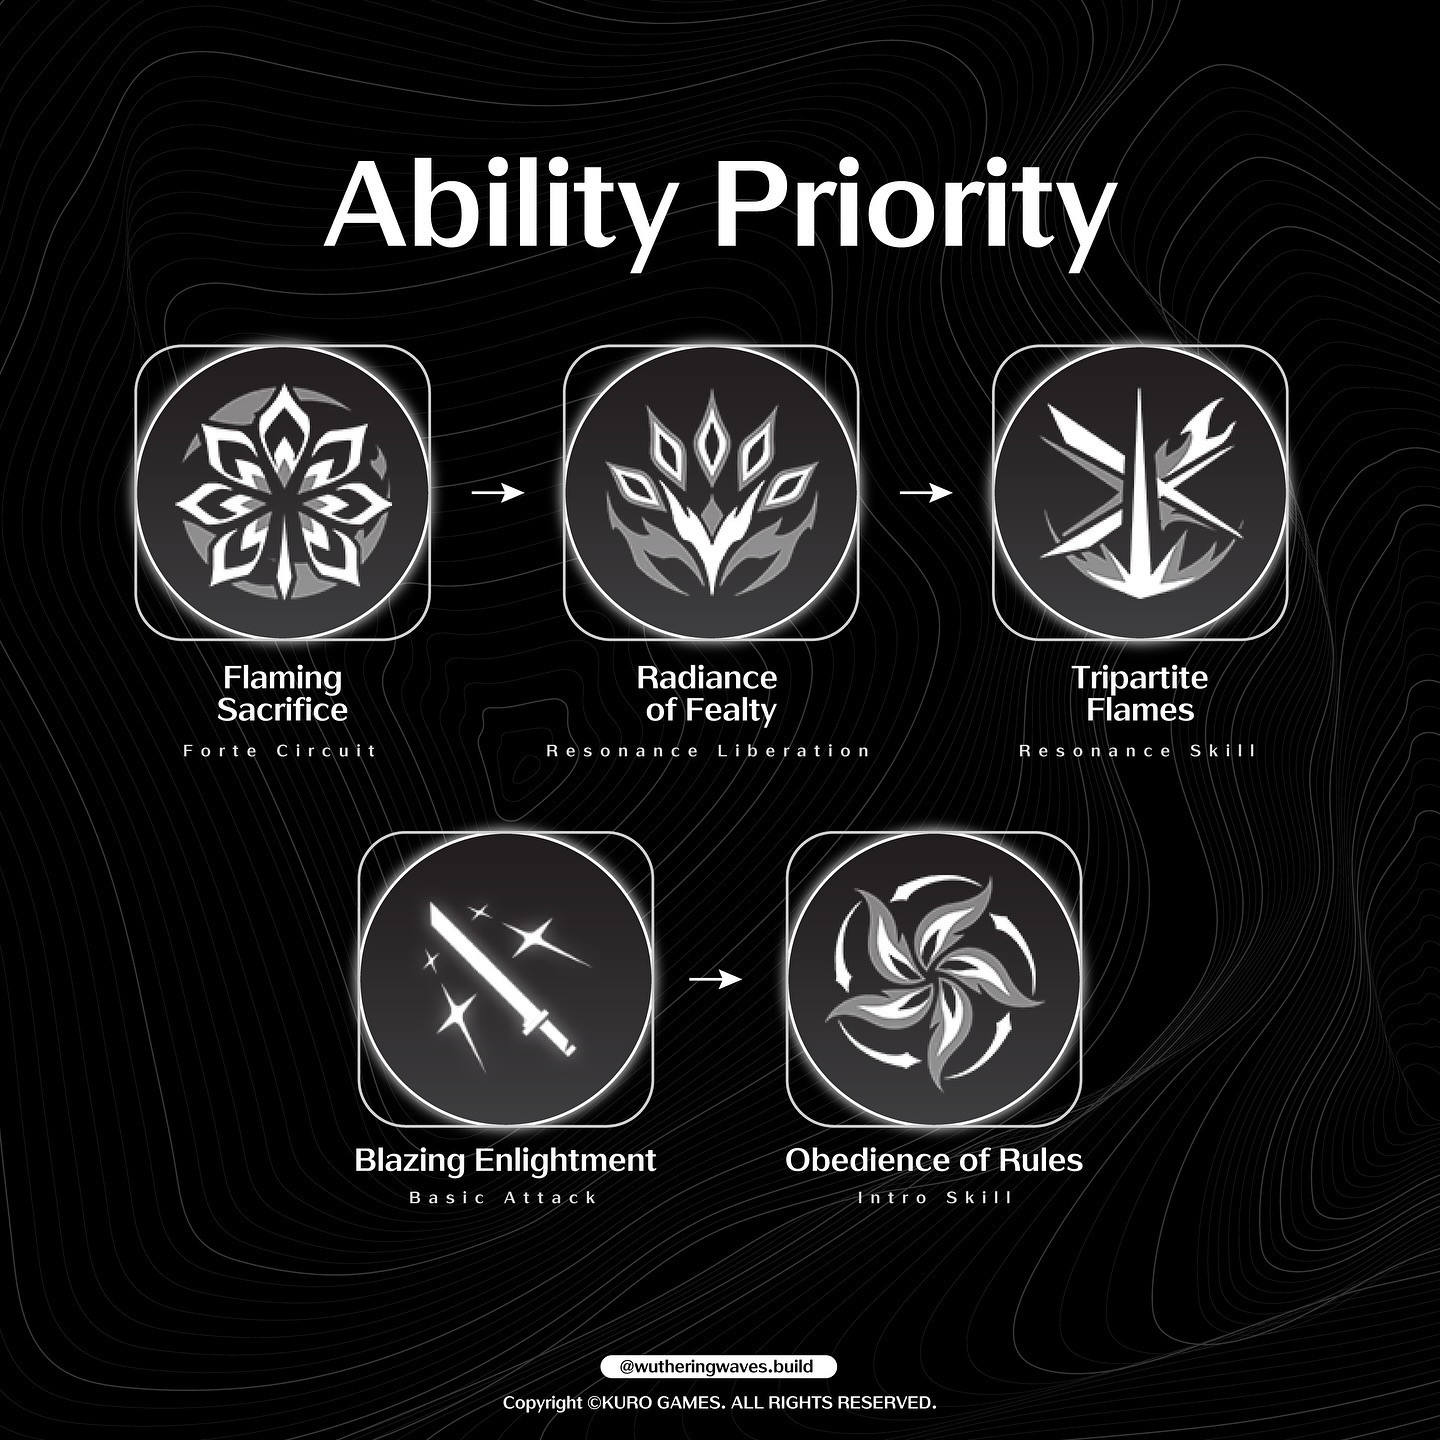 Ability Priority
Flaming
Sacrifice
Forte Circuit
Radiance
of Fealty
Resonance Liberation
Tripartite
Flames
Resonance Skill
Blazing Enlightment
Basic Attack
Obedience of Rules
Intro Skill
@wutheringwaves.build
Copyright ©KURO GAMES. ALL RIGHTS RESERVED.